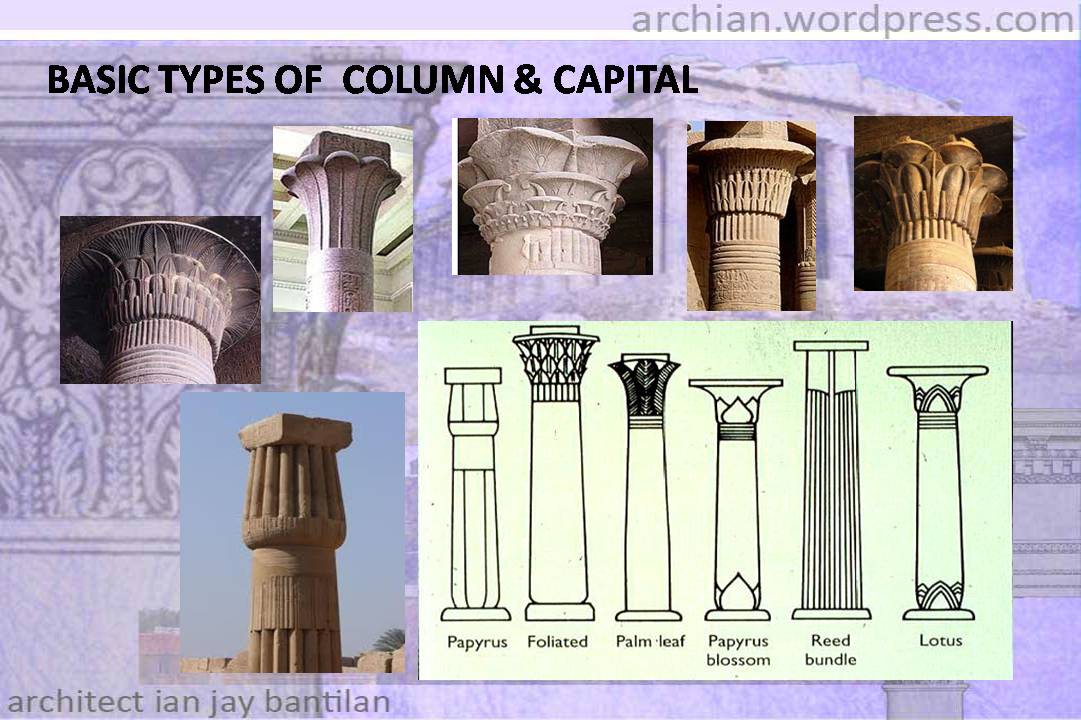 archian.wordpress.com
BASIC TYPES OF COLUMN & CAPITAL
Papyrus
Foliated
Palm·leaf
Papyrus
blossom
Reed
bundle
Lotus
architect ian jay bantilan